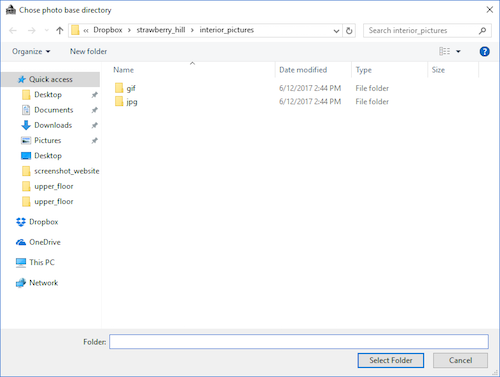 Chose photo base directory
« Dropbox › strawberry_hill › interior_pictures
Search interior_pictures
Organize
New folder
Name Date modified Type Size
Quick access
Desktop
Documents
Downloads
Pictures
Desktop
screenshot_website
upper_floor
upper_floor
Dropbox
OneDrive
This PC
Network
gif 6/12/2017 2:44 PM File folder
jpg 6/12/2017 2:44 PM File folder
Folder:
Select Folder
Cancel